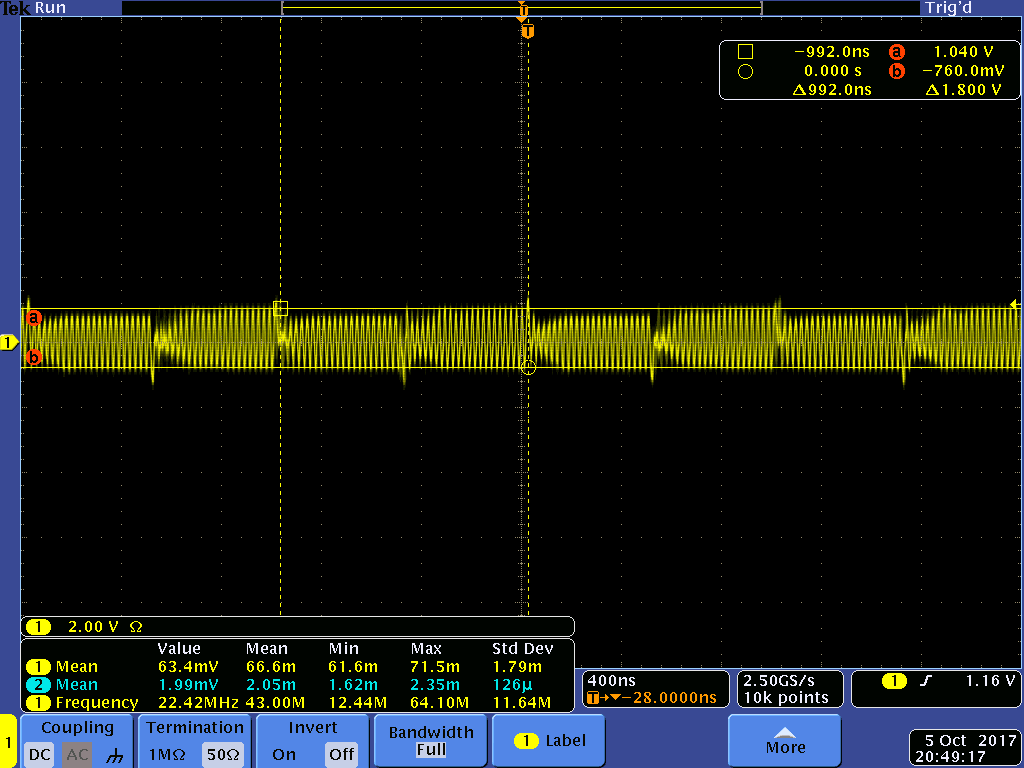 Tek Run Trig'd
T
T
-992.0ns a 1.040 V
0.000 s b -760.0mV
Δ992.0ns Δ1.800 V
a
1
b
1 2.00 V Ω
Value Mean Min Max Std Dev
1 Mean 63.4mV 66.6m 61.6m 71.5m 1.79m
2 Mean 1.99mV 2.05m 1.62m 2.35m 126µ
1 Frequency 22.42MHz 43.00M 12.44M 64.10M 11.64M
400ns
T→▼-28.0000ns
2.50GS/s
10k points
1 1.16 V
1
Coupling
DC AC
Termination
1MΩ 50Ω
Invert
On Off
Bandwidth
Full
1 Label
More
5 Oct 2017
20:49:17